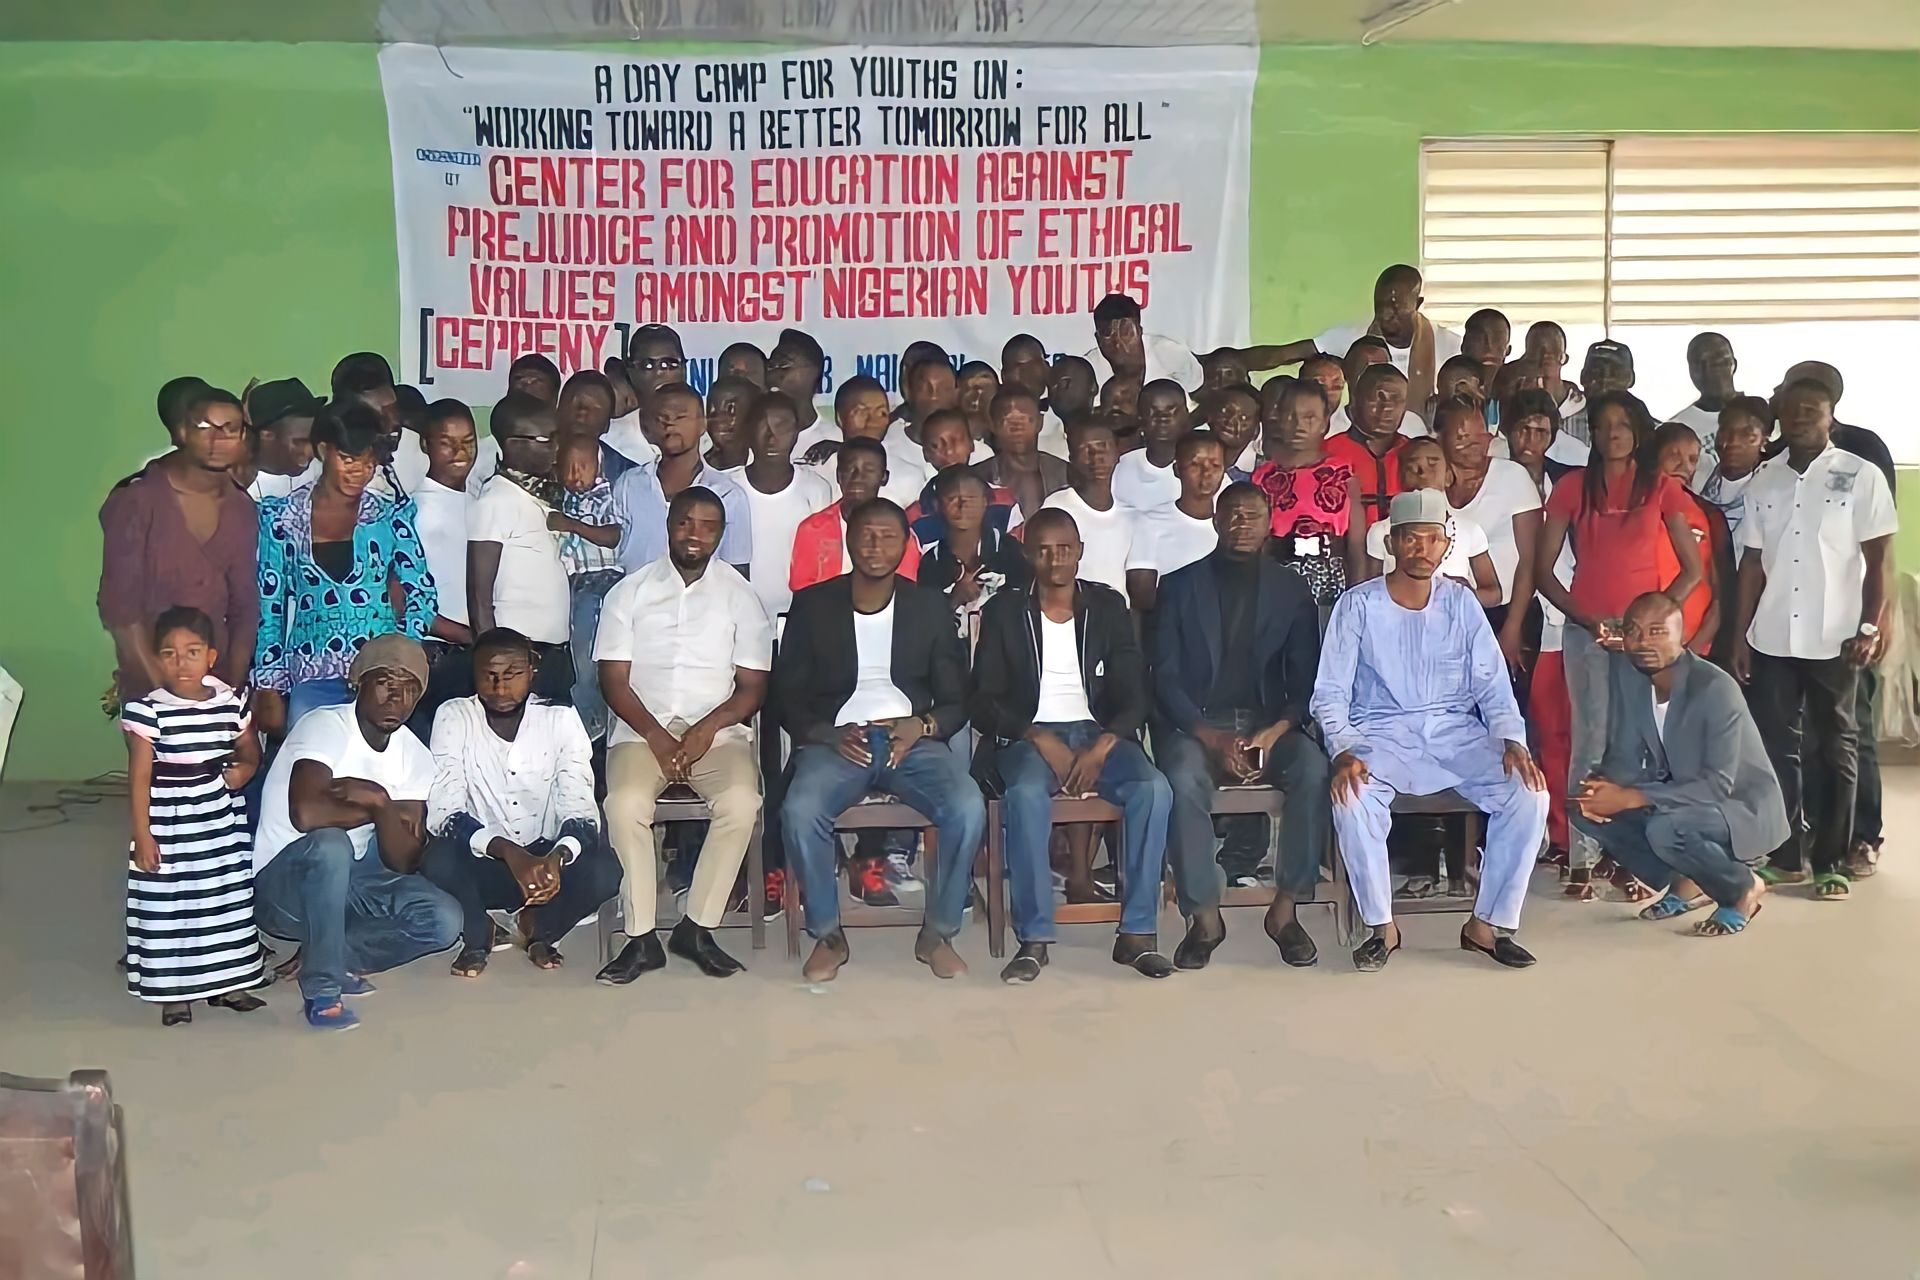 A DAY CAMP FOR YOUTHS ON:
"WORKING TOWARD A BETTER TOMORROW FOR ALL"
CENTER FOR EDUCATION AGAINST
PREJUDICE AND PROMOTION OF ETHICAL
VALUES AMONGST NIGERIAN YOUTHS
[CEPPENY]